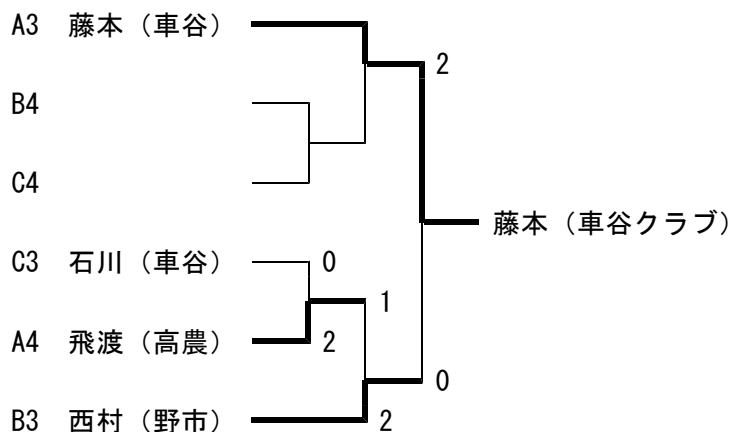 A3 藤本（車谷）
2
B4
C4
藤本（車谷クラブ）
C3 石川（車谷） 0
1
A4 飛渡（高農） 2
0
B3 西村（野市） 2